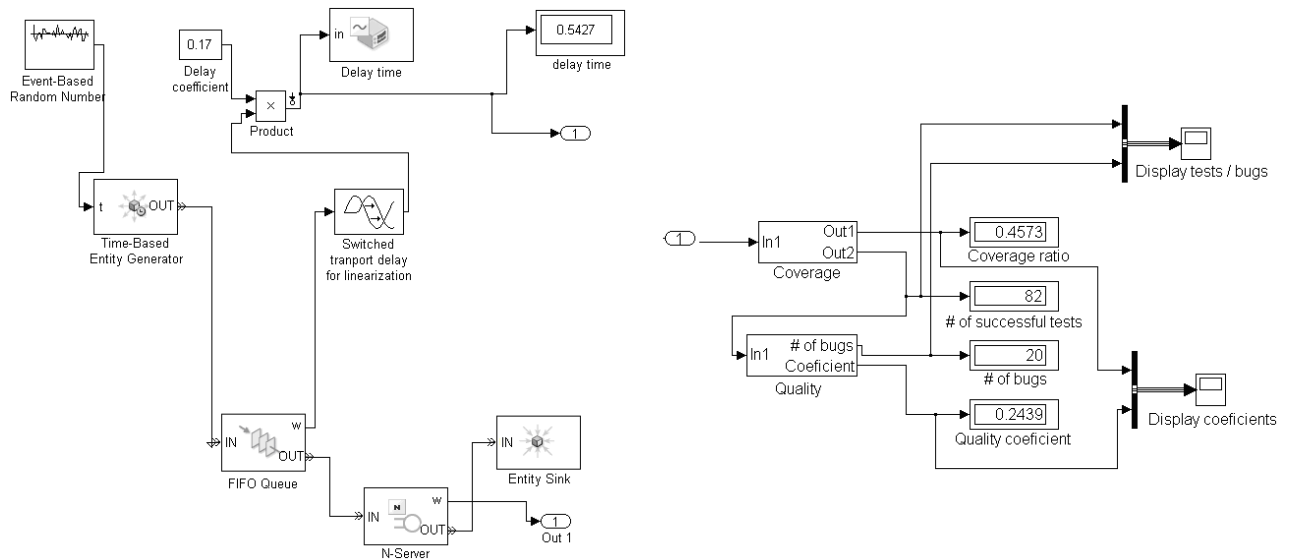 Event-Based
Random Number
0.17
Delay
coefficient
×
Product
in
Delay time
0.5427
delay time
1
t
OUT
Time-Based
Entity Generator
Switched
tranport delay
for linearization
IN
w
OUT
FIFO Queue
IN
N
w
OUT
N-Server
IN
Entity Sink
1
Out 1
1
In1
Out1
Out2
Coverage
In1
# of bugs
Coeficient
Quality
Display tests / bugs
0.4573
Coverage ratio
82
# of successful tests
20
# of bugs
0.2439
Quality coeficient
Display coeficients